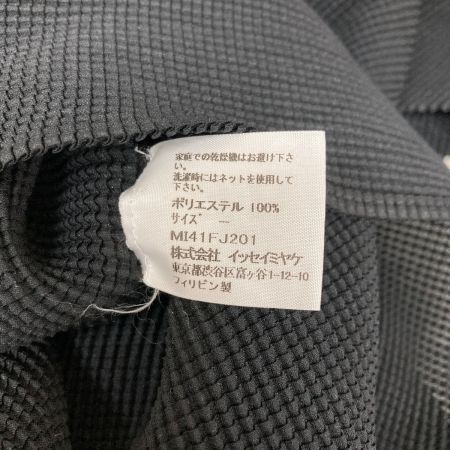 家庭での乾燥機はお避け下さ
い。
洗濯時にはネットを使用して
下さい。
ポリエステル 100%
サイズ --
MI41FJ201
株式会社 イッセイミヤケ
東京都渋谷区富ヶ谷1-12-10
フィリピン製